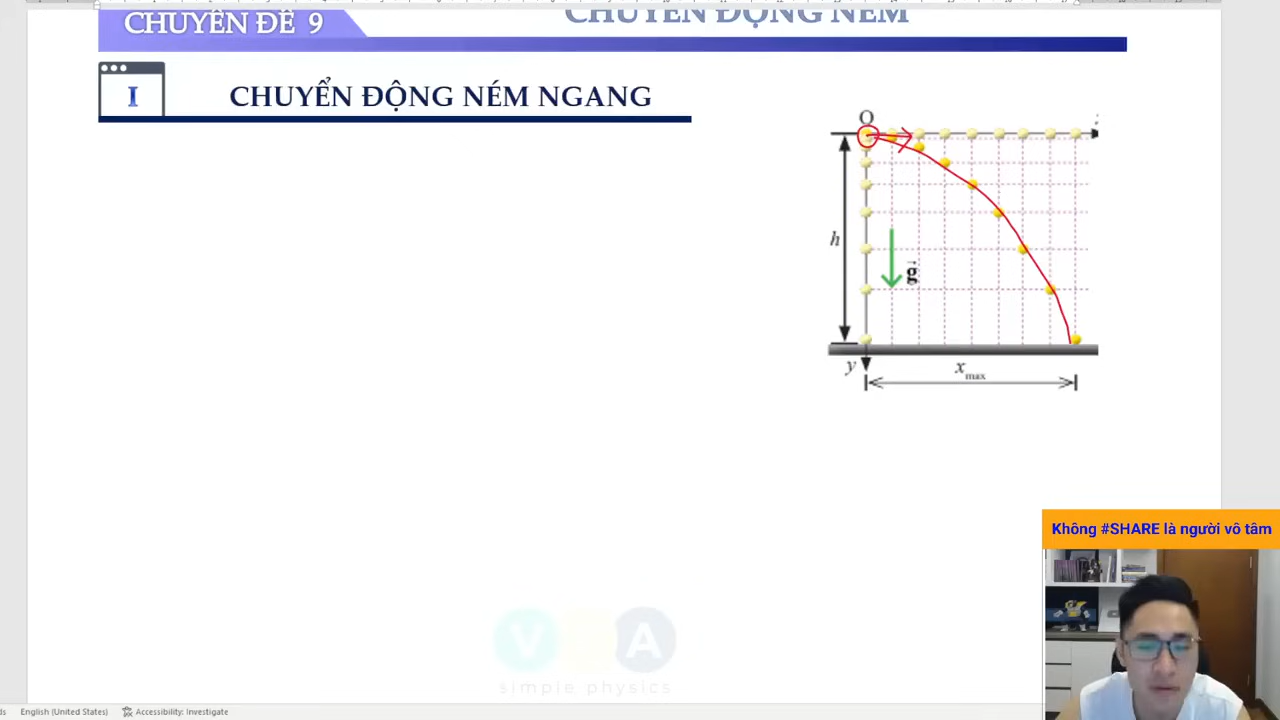 CHUYÊN ĐỀ 9
CHUYỂN ĐỘNG NÉM
I
CHUYỂN ĐỘNG NÉM NGANG
O
h
g
y
x max
Không #SHARE là người vô tâm
V A
simple physics
English (United States) Accessibility: Investigate